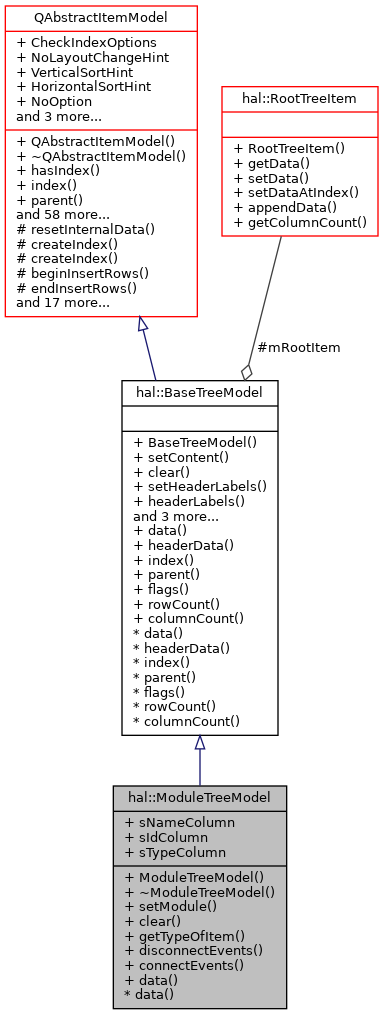 QAbstractItemModel
+ CheckIndexOptions
+ NoLayoutChangeHint
+ VerticalSortHint
+ HorizontalSortHint
+ NoOption
and 3 more...
+ QAbstractItemModel()
+ ~QAbstractItemModel()
+ hasIndex()
+ index()
+ parent()
and 58 more...
# resetInternalData()
# createIndex()
# createIndex()
# beginInsertRows()
# endInsertRows()
and 17 more...
hal::RootTreeItem
+ RootTreeItem()
+ getData()
+ setData()
+ setDataAtIndex()
+ appendData()
+ getColumnCount()
#mRootItem
hal::BaseTreeModel
+ BaseTreeModel()
+ setContent()
+ clear()
+ setHeaderLabels()
+ headerLabels()
and 3 more...
+ data()
+ headerData()
+ index()
+ parent()
+ flags()
+ rowCount()
+ columnCount()
* data()
* headerData()
* index()
* parent()
* flags()
* rowCount()
* columnCount()
hal::ModuleTreeModel
+ sNameColumn
+ sIdColumn
+ sTypeColumn
+ ModuleTreeModel()
+ ~ModuleTreeModel()
+ setModule()
+ clear()
+ getTypeOfItem()
+ disconnectEvents()
+ connectEvents()
+ data()
* data()